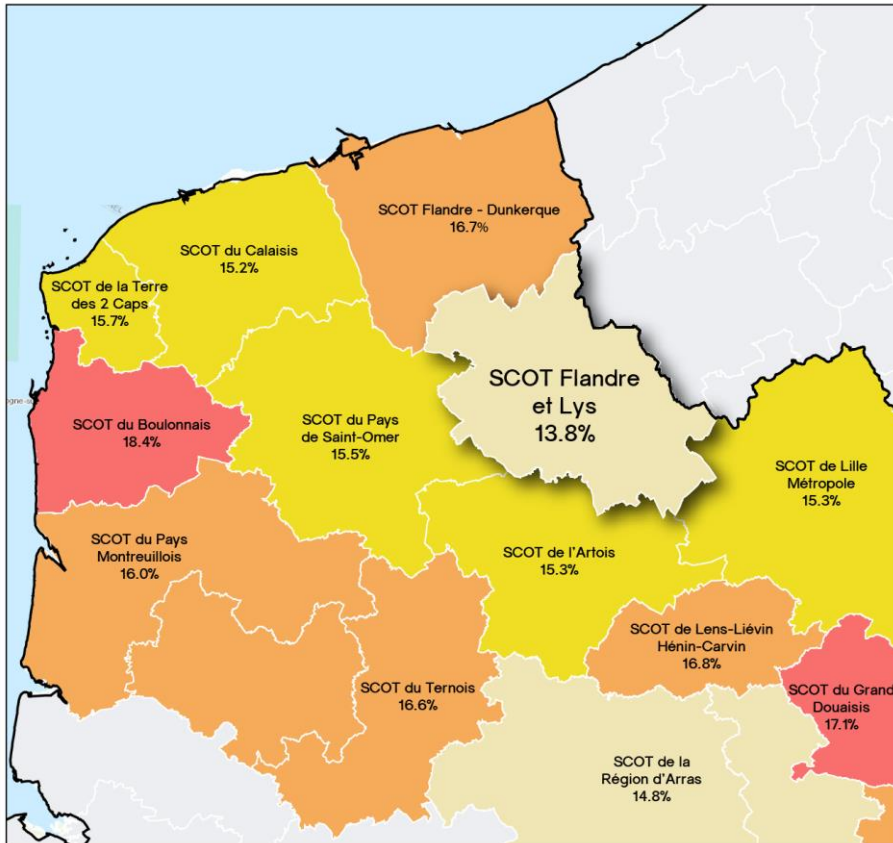 SCOT Flandre - Dunkerque
16.7%
SCOT du Calaisis
15.2%
SCOT de la Terre
des 2 Caps
15.7%
SCOT Flandre
et Lys
13.8%
SCOT du Boulonnais
18.4%
SCOT du Pays
de Saint-Omer
15.5%
SCOT de Lille
Métropole
15.3%
SCOT du Pays
Montreuillois
16.0%
SCOT de l'Artois
15.3%
SCOT de Lens-Liévin
Hénin-Carvin
16.8%
SCOT du Ternois
16.6%
SCOT du Grand
Douaisis
17.1%
SCOT de la
Région d'Arras
14.8%